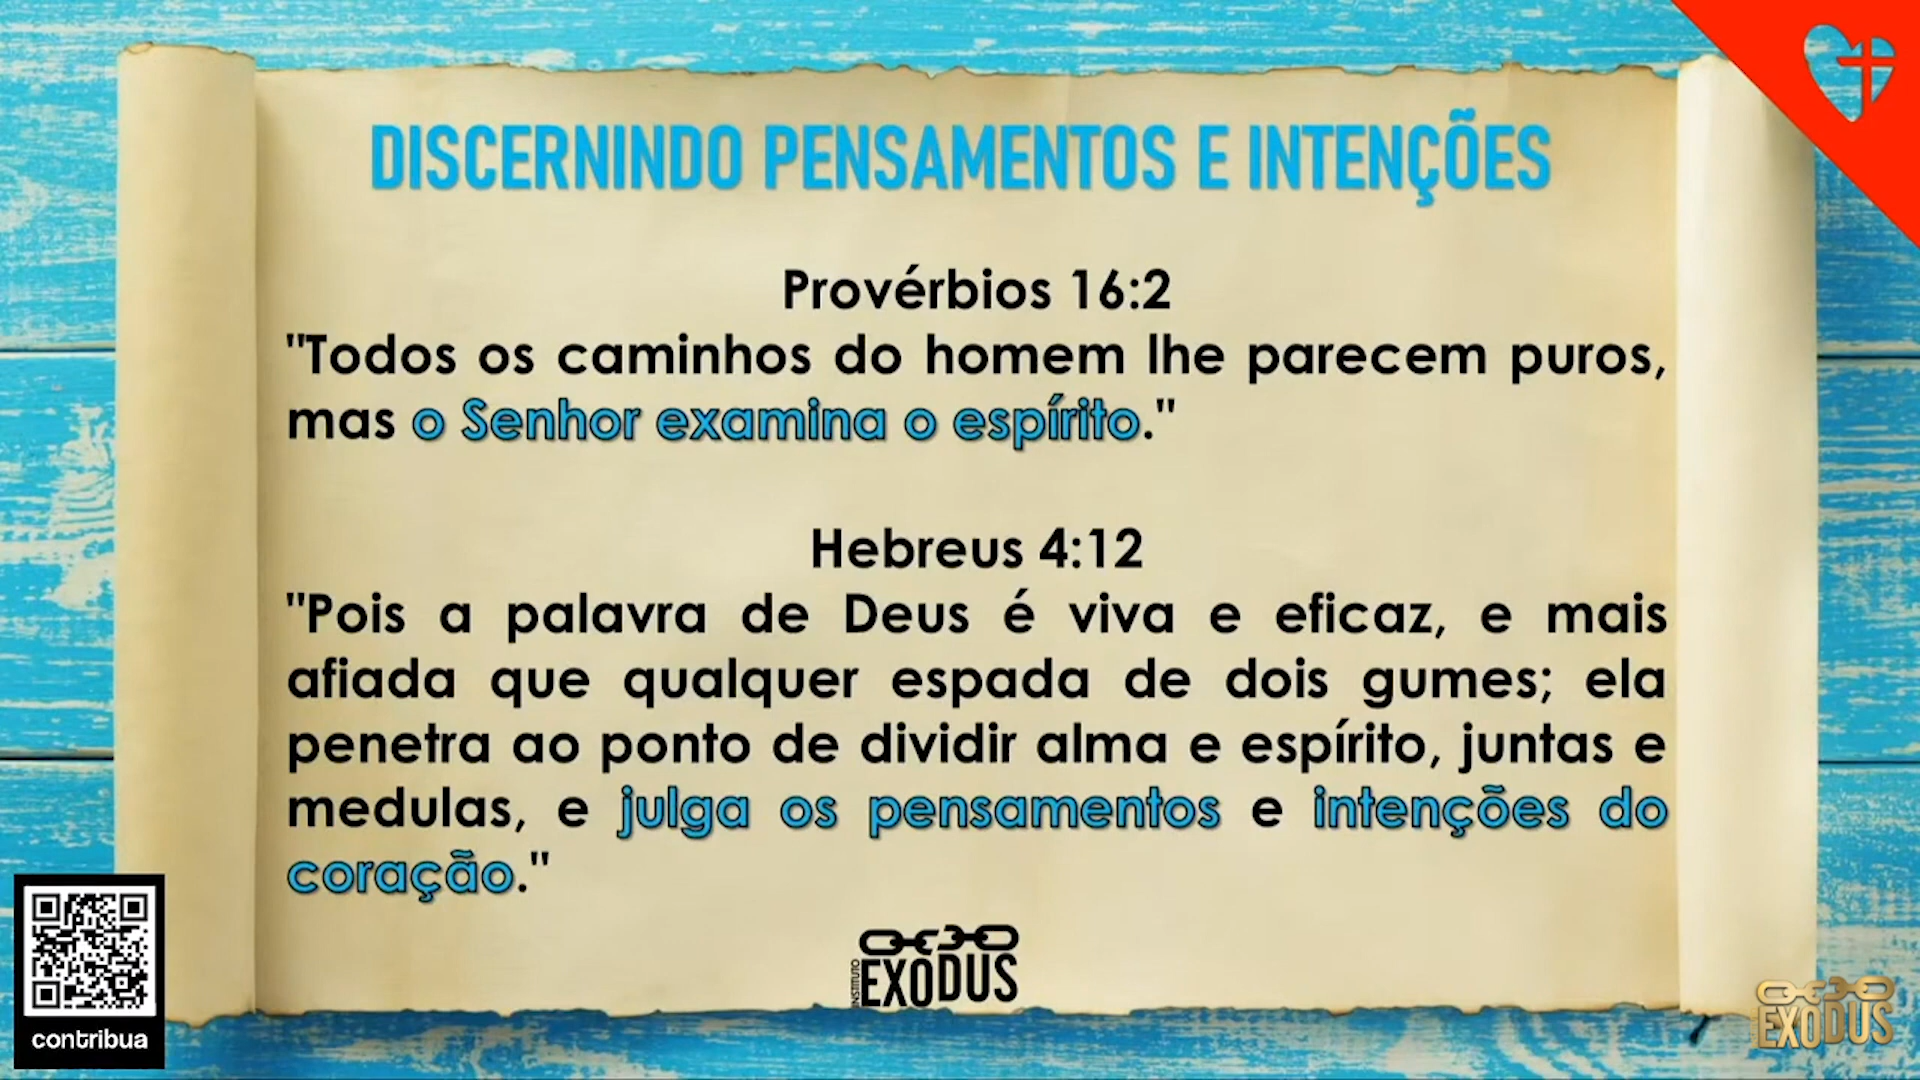 DISCERNINDO PENSAMENTOS E INTENÇÕES
Provérbios 16:2
"Todos os caminhos do homem lhe parecem puros,
mas o Senhor examina o espírito."
Hebreus 4:12
"Pois a palavra de Deus é viva e eficaz, e mais
afiada que qualquer espada de dois gumes; ela
penetra ao ponto de dividir alma e espírito, juntas e
medulas, e julga os pensamentos e intenções do
coração."
INSTITUTO
EXODUS
contribua
EXODUS